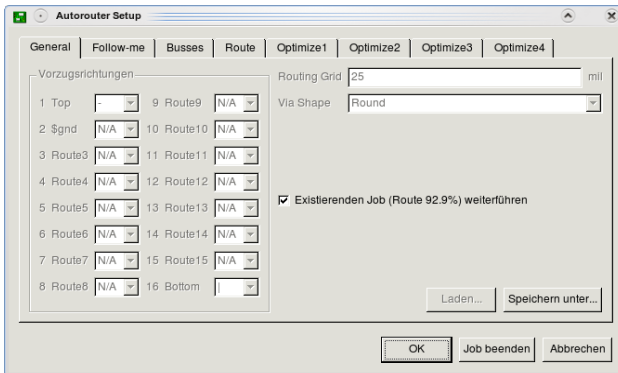 Autorouter Setup
General Follow-me Busses Route Optimize1 Optimize2 Optimize3 Optimize4
Vorzugsrichtungen
Routing Grid 25 mil
Via Shape Round
1 Top - 9 Route9 N/A
2 $gnd N/A 10 Route10 N/A
3 Route3 N/A 11 Route11 N/A
4 Route4 N/A 12 Route12 N/A
5 Route5 N/A 13 Route13 N/A
6 Route6 N/A 14 Route14 N/A
7 Route7 N/A 15 Route15 N/A
8 Route8 N/A 16 Bottom |
Existierenden Job (Route 92.9%) weiterführen
Laden... Speichern unter...
OK Job beenden Abbrechen